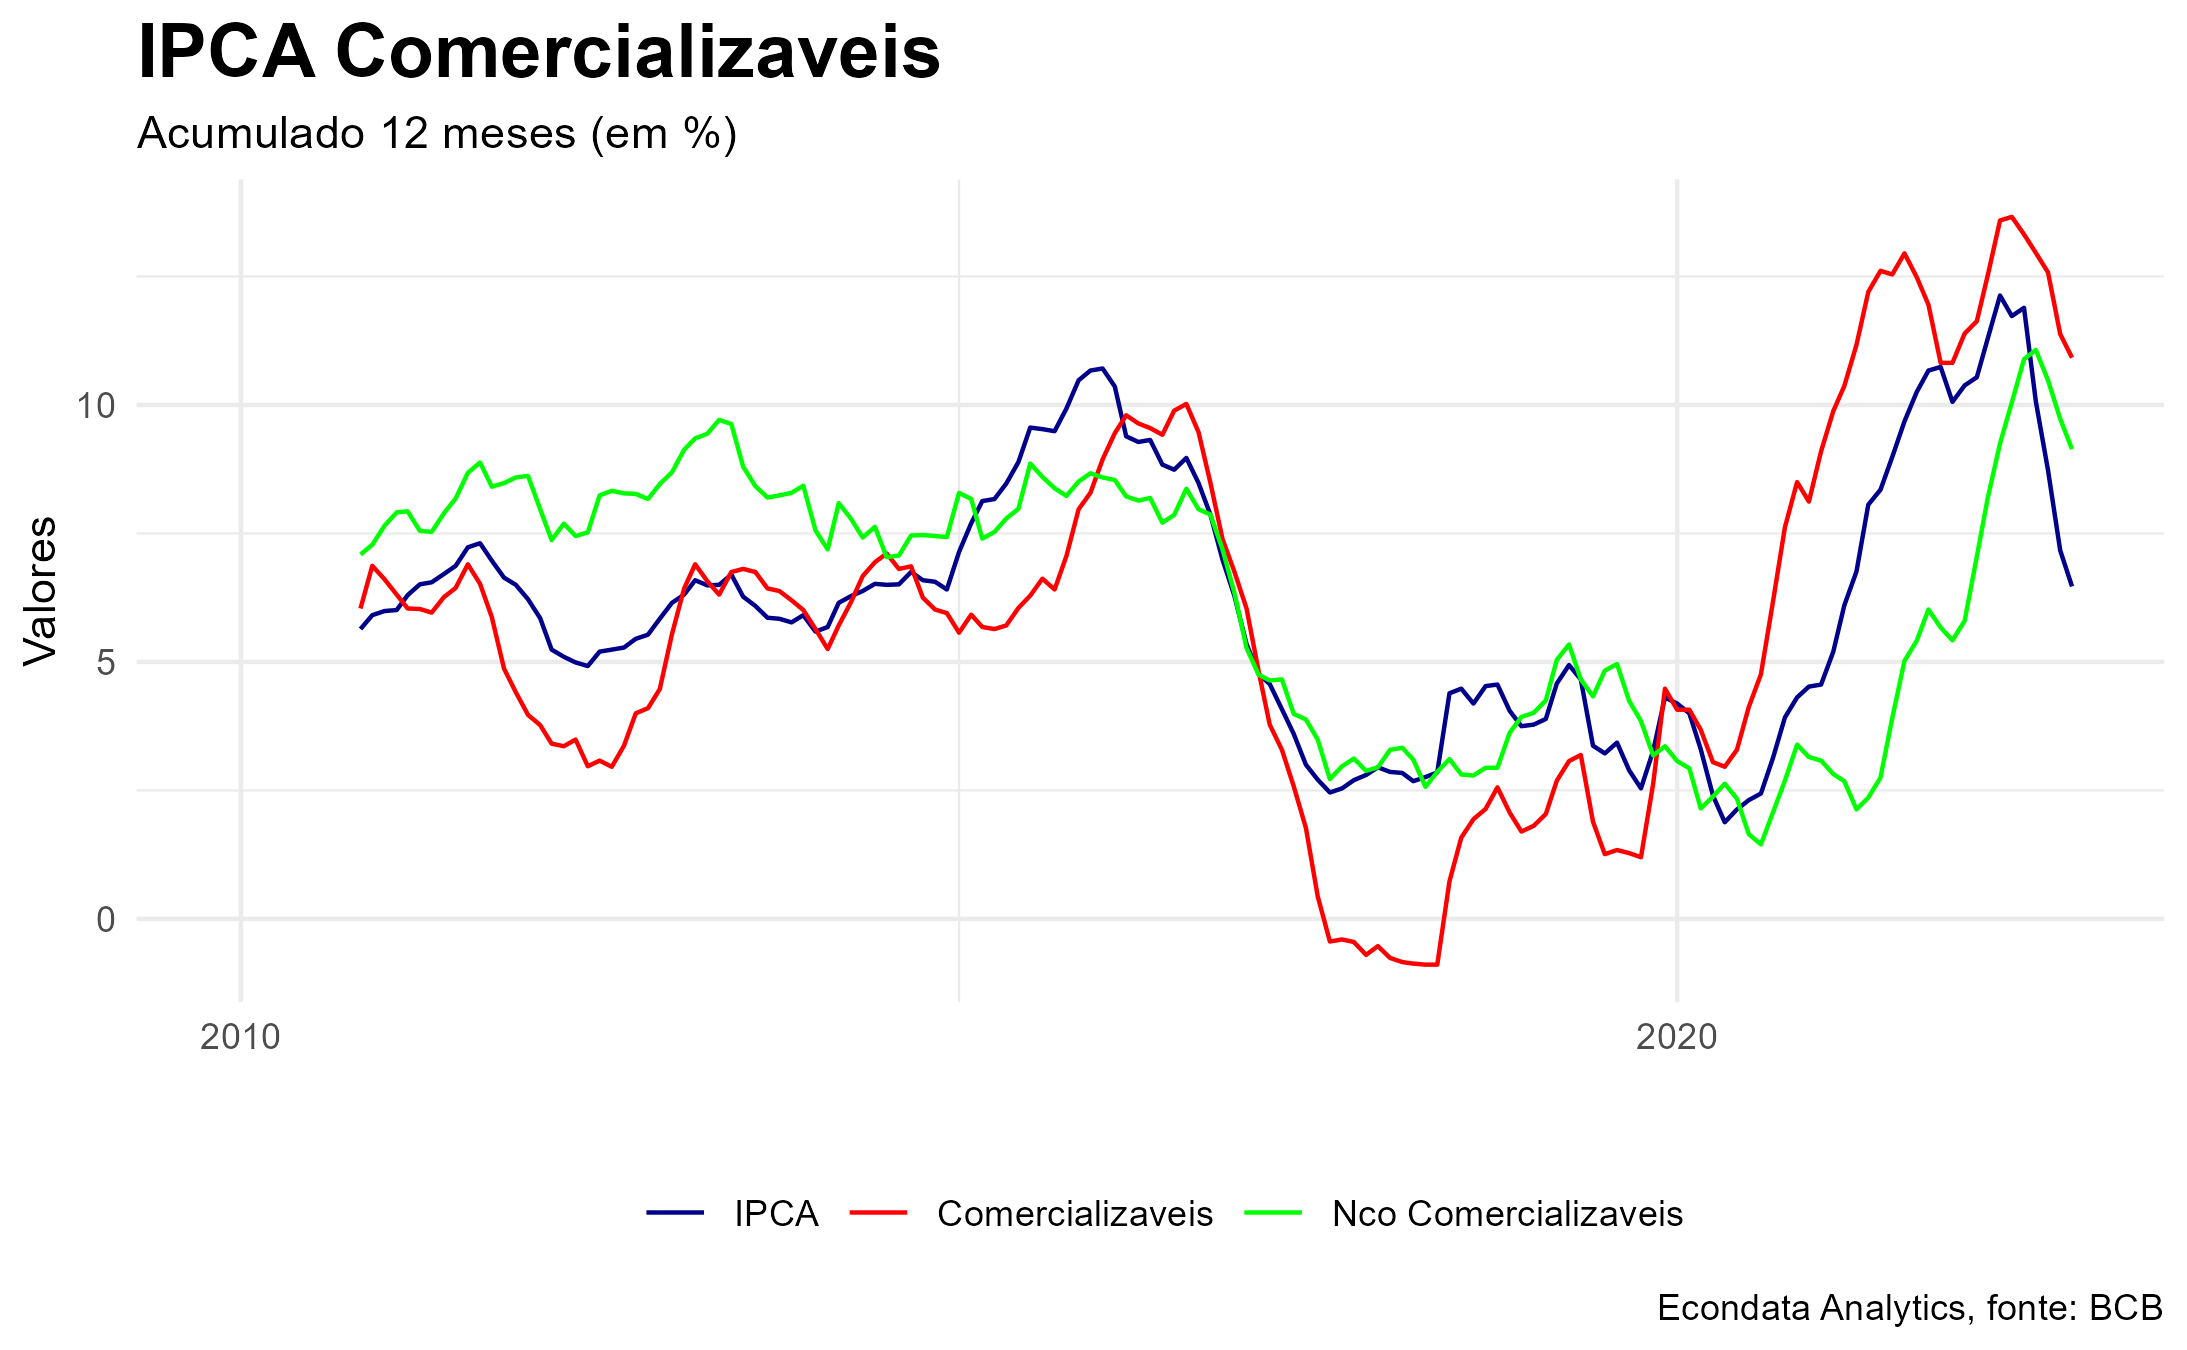 IPCA Comercializaveis
Acumulado 12 meses (em %)
Valores
10
5
0
2010
2020
IPCA
Comercializaveis
Nco Comercializaveis
Econdata Analytics, fonte: BCB